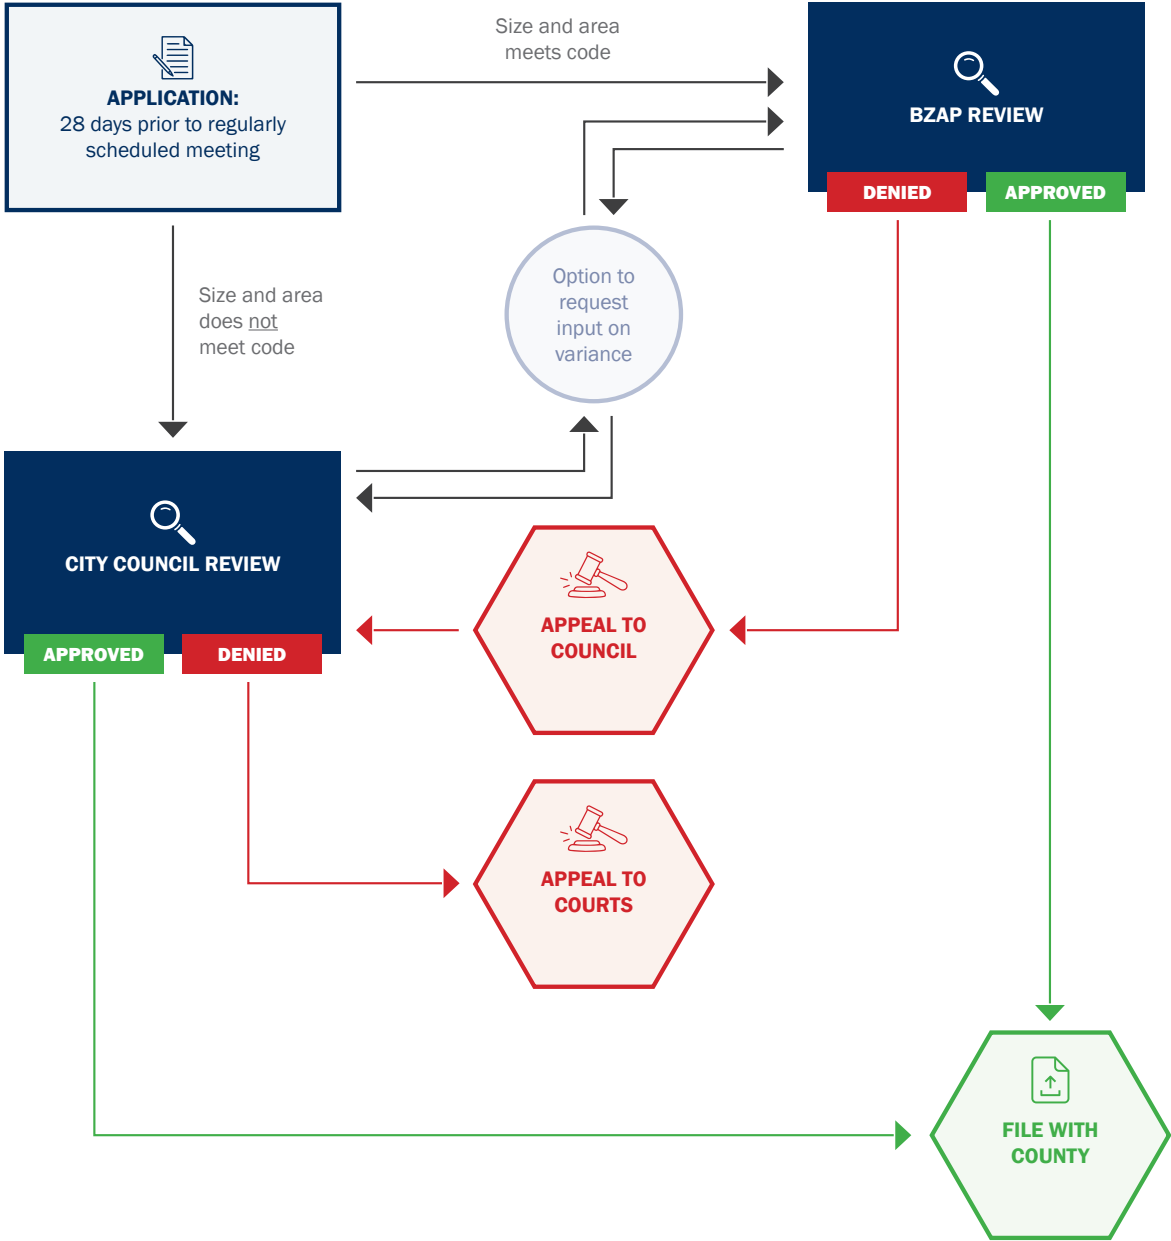 Size and area
meets code
APPLICATION:
28 days prior to regularly
scheduled meeting
BZAP REVIEW
DENIED
APPROVED
Option to
request
input on
variance
Size and area
does not
meet code
CITY COUNCIL REVIEW
APPROVED
DENIED
APPEAL TO
COUNCIL
APPEAL TO
COURTS
FILE WITH
COUNTY